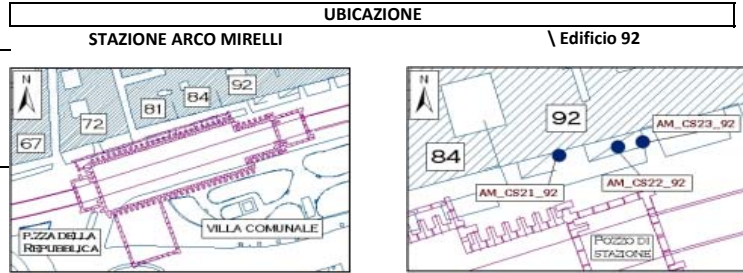 UBICAZIONE
STAZIONE ARCO MIRELLI
\ Edificio 92
N
92
84
81
72
67
P.ZZA DELLA
REPUBBLICA
VILLA COMUNALE
N
92
84
AM_CS23_92
AM_CS22_92
AM_CS21_92
POZZO DI
STAZIONE